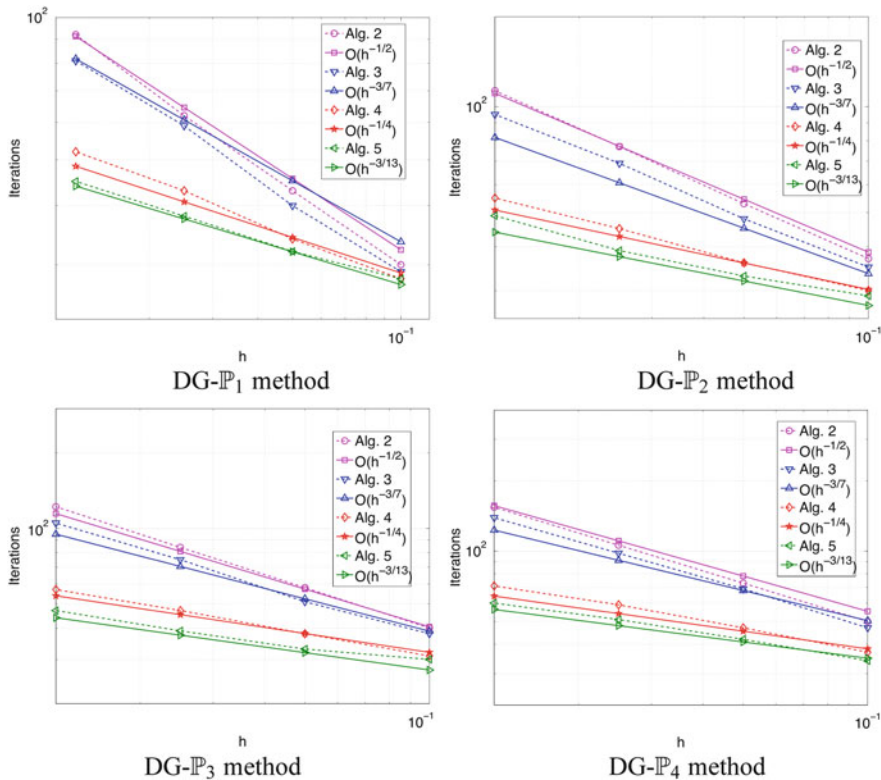 10²
Iterations
Alg. 2
O(h⁻¹/²)
Alg. 3
O(h⁻³/⁷)
Alg. 4
O(h⁻¹/⁴)
Alg. 5
O(h⁻³/¹³)
10⁻¹
h
DG-ℙ₁ method
10²
Iterations
Alg. 2
O(h⁻¹/²)
Alg. 3
O(h⁻³/⁷)
Alg. 4
O(h⁻¹/⁴)
Alg. 5
O(h⁻³/¹³)
10⁻¹
h
DG-ℙ₂ method
10²
Iterations
Alg. 2
O(h⁻¹/²)
Alg. 3
O(h⁻³/⁷)
Alg. 4
O(h⁻¹/⁴)
Alg. 5
O(h⁻³/¹³)
10⁻¹
h
DG-ℙ₃ method
10²
Iterations
Alg. 2
O(h⁻¹/²)
Alg. 3
O(h⁻³/⁷)
Alg. 4
O(h⁻¹/⁴)
Alg. 5
O(h⁻³/¹³)
10⁻¹
h
DG-ℙ₄ method